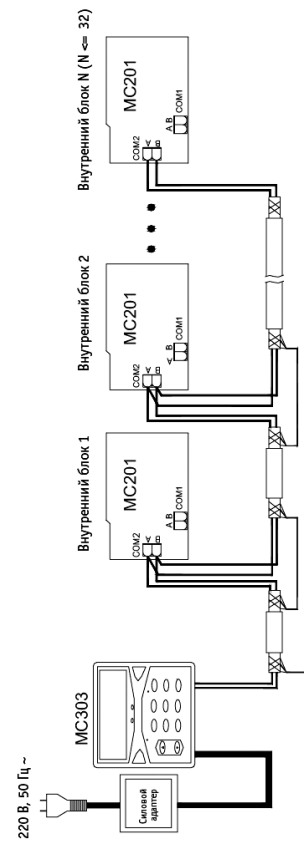 220 В, 50 Гц ~
Силовой
адаптер
MC303
Внутренний блок 1
MC201
COM2
A
B
A B
COM1
Внутренний блок 2
MC201
COM2
A
B
A B
COM1
Внутренний блок N (N <= 32)
MC201
COM2
A
B
A B
COM1